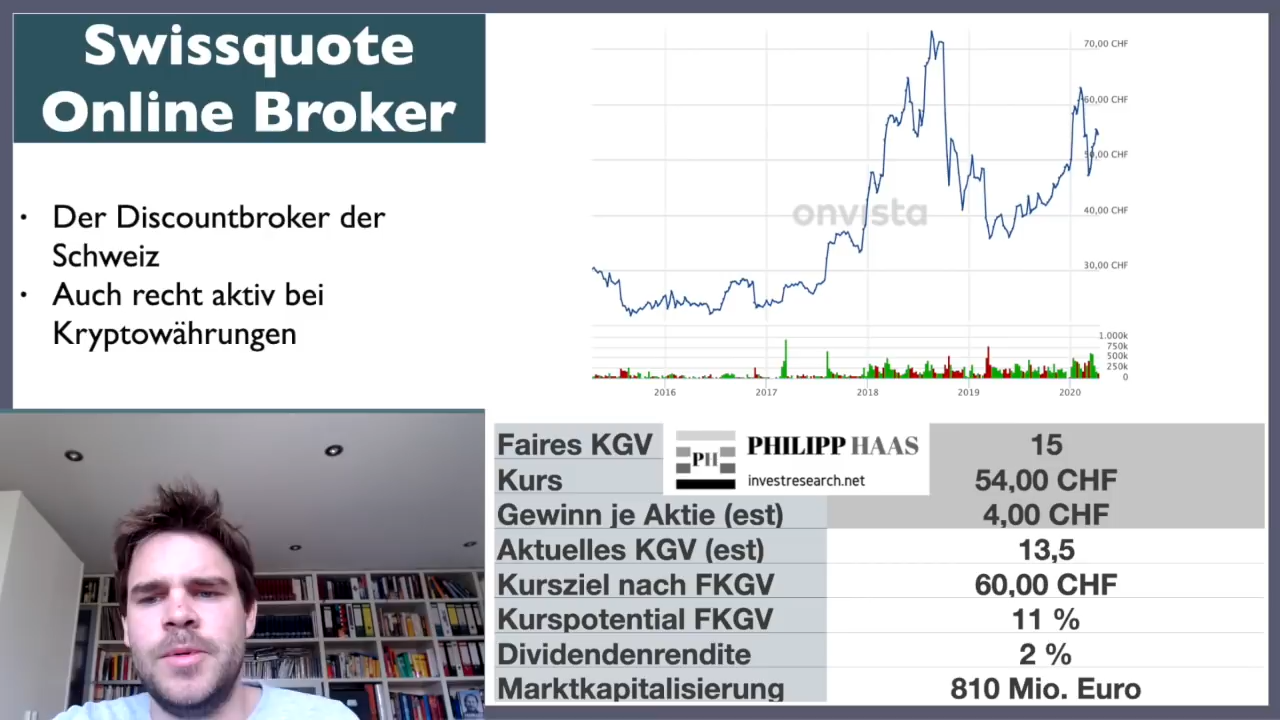 Swissquote
Online Broker
• Der Discountbroker der
Schweiz
• Auch recht aktiv bei
Kryptowährungen
70,00 CHF
60,00 CHF
50,00 CHF
40,00 CHF
30,00 CHF
onvista
1.000k
750k
500k
250k
0
2016 2017 2018 2019 2020
Faires KGV 15
PHILIPP HAAS
PH
investresearch.net
Kurs 54,00 CHF
Gewinn je Aktie (est) 4,00 CHF
Aktuelles KGV (est) 13,5
Kursziel nach FKGV 60,00 CHF
Kurspotential FKGV 11 %
Dividendenrendite 2 %
Marktkapitalisierung 810 Mio. Euro